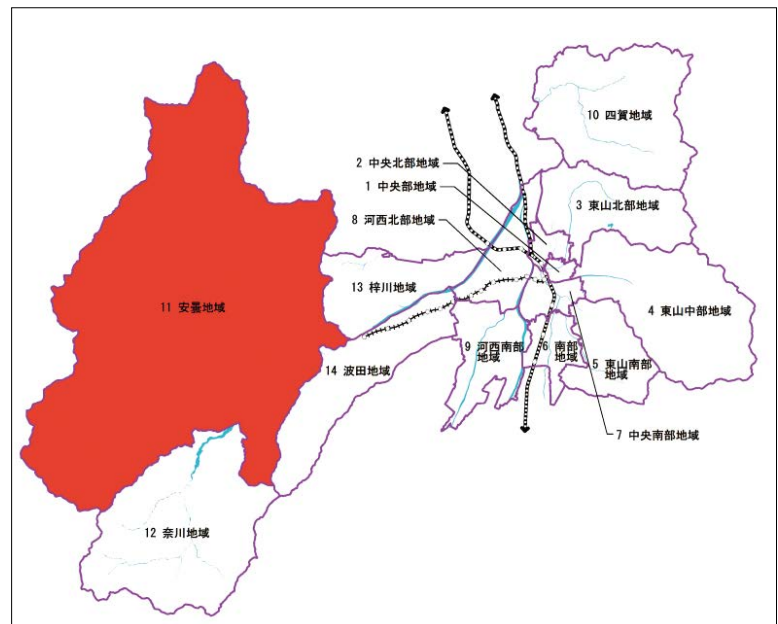 10 四賀地域
2 中央北部地域
1 中央部地域
3 東山北部地域
8 河西北部地域
13 梓川地域
11 安曇地域
4 東山中部地域
9 河西南部
地域
6 南部
地域
5 東山南部
地域
14 波田地域
7 中央南部地域
12 奈川地域